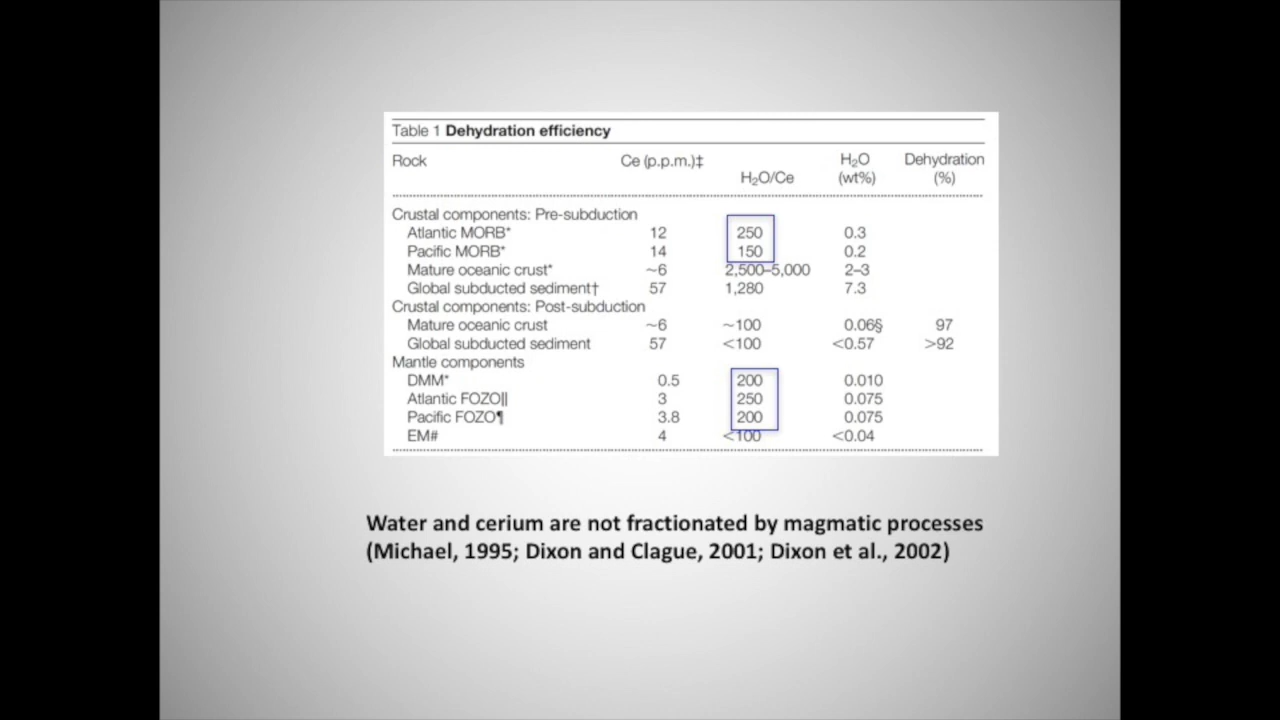 Table 1 Dehydration efficiency
Rock Ce (p.p.m.)‡ H₂O/Ce H₂O (wt%) Dehydration (%)
Crustal components: Pre-subduction
Atlantic MORB* 12 250 0.3
Pacific MORB* 14 150 0.2
Mature oceanic crust* ~6 2,500–5,000 2–3
Global subducted sediment† 57 1,280 7.3
Crustal components: Post-subduction
Mature oceanic crust ~6 ~100 0.06§ 97
Global subducted sediment 57 <100 <0.57 >92
Mantle components
DMM* 0.5 200 0.010
Atlantic FOZO‖ 3 250 0.075
Pacific FOZO¶ 3.8 200 0.075
EM# 4 <100 <0.04
Water and cerium are not fractionated by magmatic processes
(Michael, 1995; Dixon and Clague, 2001; Dixon et al., 2002)